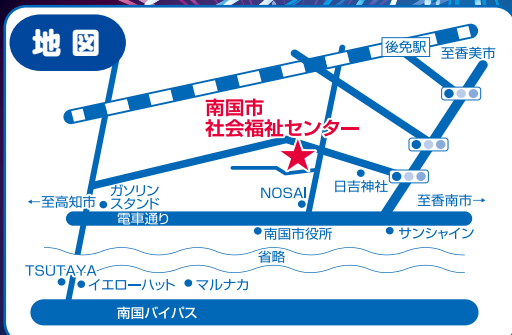 地図
後免駅
至香美市
南国市
社会福祉センター
NOSAI
日吉神社
←至高知市
ガソリン
スタンド
至香南市→
電車通り
南国市役所
サンシャイン
省略
TSUTAYA
イエローハット
マルナカ
南国バイパス